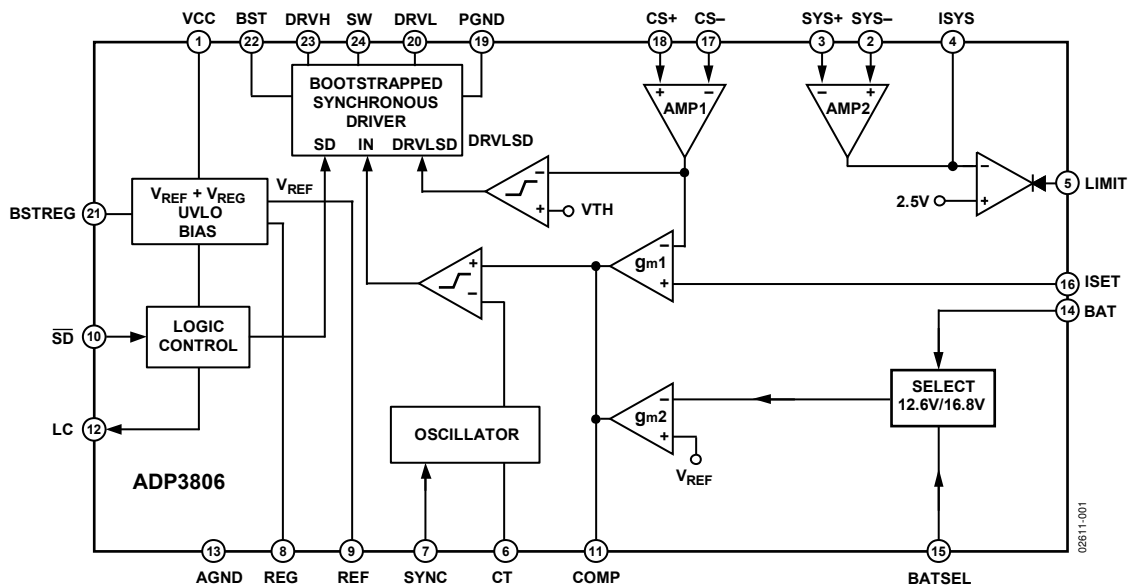 VCC BST DRVH SW DRVL PGND CS+ CS– SYS+ SYS– ISYS
1 22 23 24 20 19 18 17 3 2 4
BOOTSTRAPPED
SYNCHRONOUS
DRIVER
SD IN DRVLSD
DRVLSD
+ –
AMP1
– +
AMP2
–
+
2.5V
5 LIMIT
–
+
VTH
VREF + VREG
UVLO
BIAS
VREF
BSTREG 21
–
+
gm1
+
–
16 ISET
14 BAT
SD 10
LOGIC
CONTROL
SELECT
12.6V/16.8V
–
+
gm2
VREF
LC 12
OSCILLATOR
ADP3806
13 8 9 7 6 11 15
AGND REG REF SYNC CT COMP BATSEL
02611-001